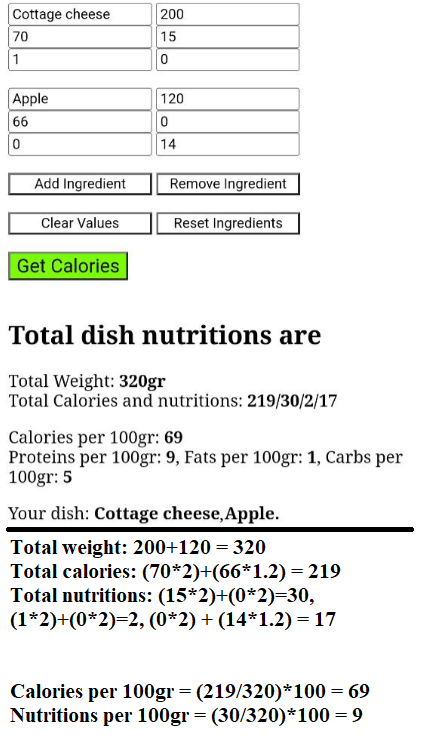 Cottage cheese 200
70 15
1 0
Apple 120
66 0
0 14
Add Ingredient Remove Ingredient
Clear Values Reset Ingredients
Get Calories
Total dish nutritions are
Total Weight: 320gr
Total Calories and nutritions: 219/30/2/17
Calories per 100gr: 69
Proteins per 100gr: 9, Fats per 100gr: 1, Carbs per
100gr: 5
Your dish: Cottage cheese,Apple.
Total weight: 200+120 = 320
Total calories: (70*2)+(66*1.2) = 219
Total nutritions: (15*2)+(0*2)=30,
(1*2)+(0*2)=2, (0*2) + (14*1.2) = 17
Calories per 100gr = (219/320)*100 = 69
Nutritions per 100gr = (30/320)*100 = 9